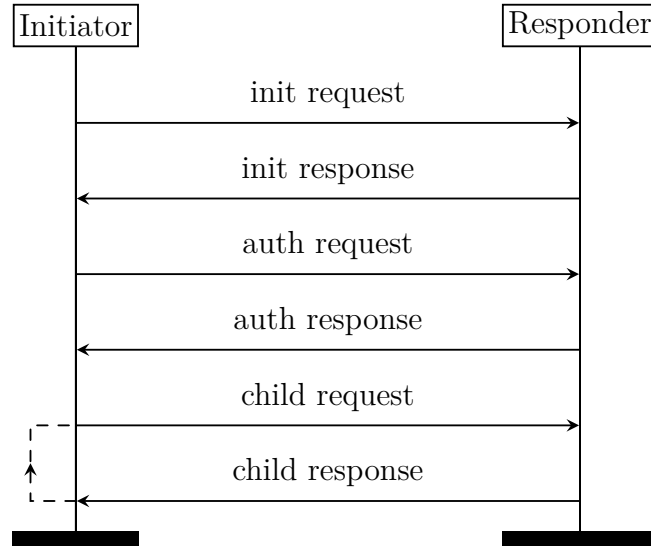 Initiator
Responder
init request
init response
auth request
auth response
child request
child response